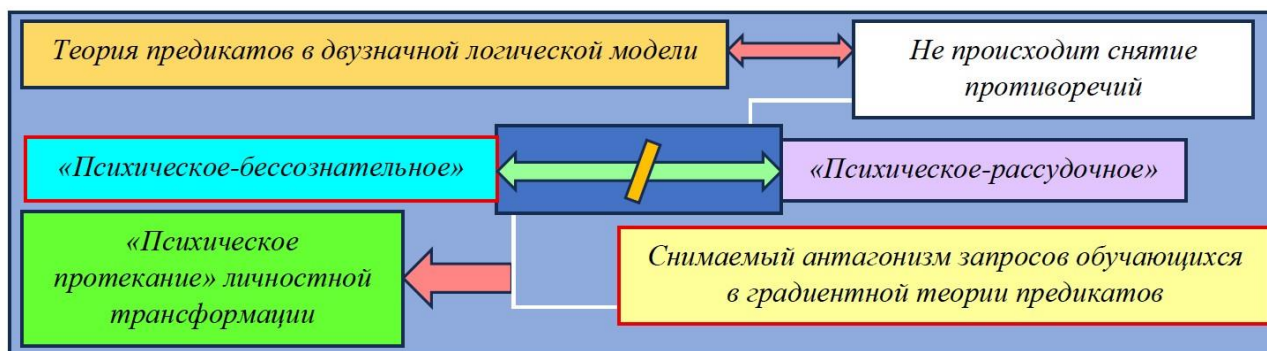 Теория предикатов в двузначной логической модели
Не происходит снятие
противоречий
«Психическое-бессознательное»
«Психическое-рассудочное»
«Психическое
протекание» личностной
трансформации
Снимаемый антагонизм запросов обучающихся
в градиентной теории предикатов